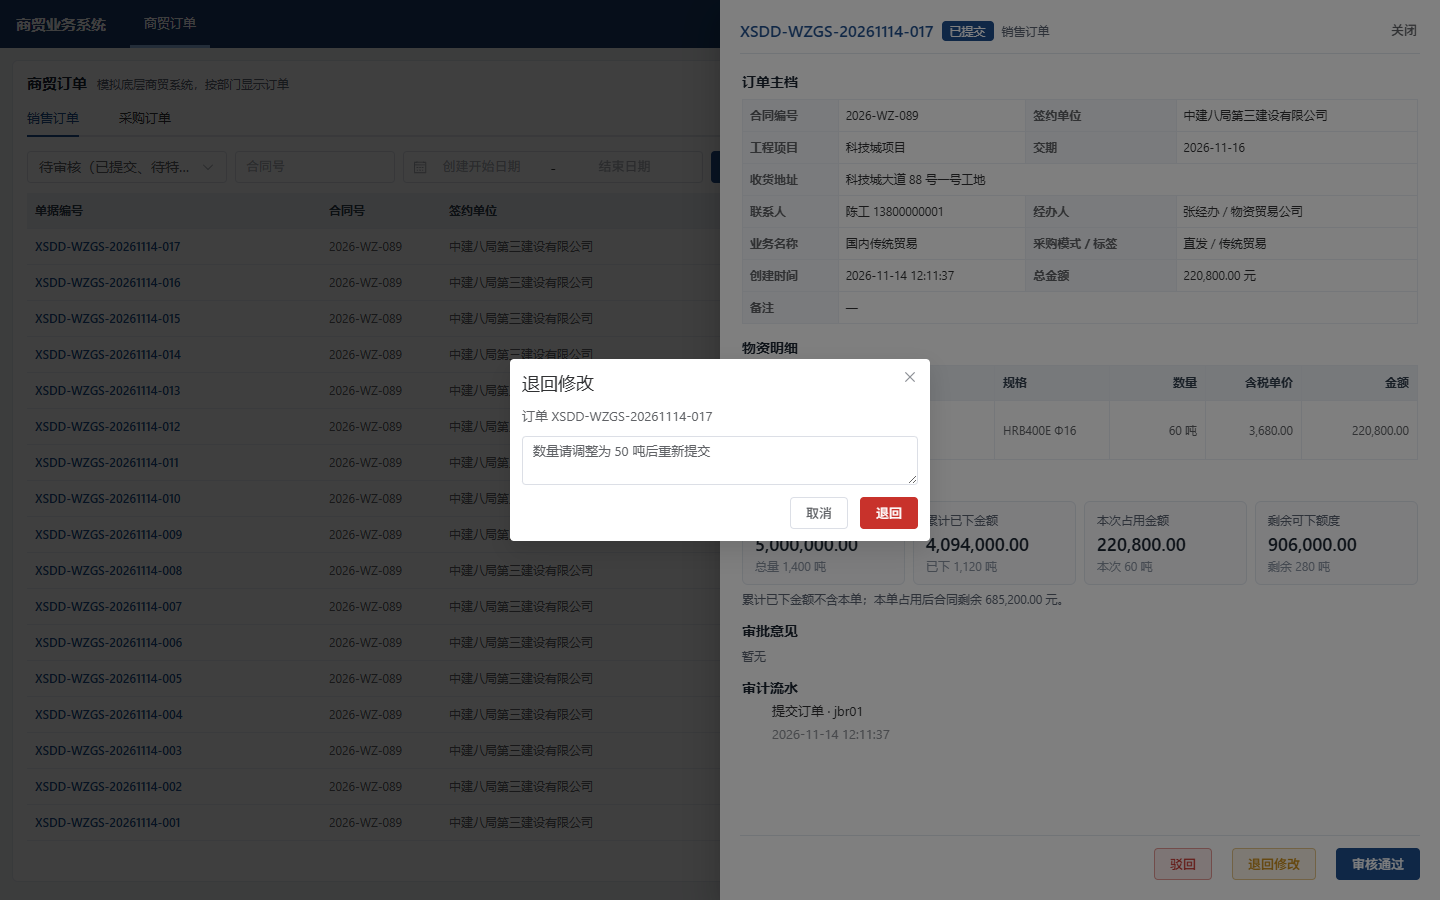 商贸业务系统
商贸订单
商贸订单 模拟底层商贸系统，按部门显示订单
销售订单 采购订单
待审核（已提交、待特... 合同号 创建开始日期 - 结束日期
单据编号 合同号 签约单位
XSDD-WZGS-20261114-017 2026-WZ-089 中建八局第三建设有限公司
XSDD-WZGS-20261114-016 2026-WZ-089 中建八局第三建设有限公司
XSDD-WZGS-20261114-015 2026-WZ-089 中建八局第三建设有限公司
XSDD-WZGS-20261114-014 2026-WZ-089 中建八局第三建设有限公司
XSDD-WZGS-20261114-013 2026-WZ-089
XSDD-WZGS-20261114-012 2026-WZ-089
XSDD-WZGS-20261114-011 2026-WZ-089
XSDD-WZGS-20261114-010 2026-WZ-089
XSDD-WZGS-20261114-009 2026-WZ-089
XSDD-WZGS-20261114-008 2026-WZ-089 中建八局第三建设有限公司
XSDD-WZGS-20261114-007 2026-WZ-089 中建八局第三建设有限公司
XSDD-WZGS-20261114-006 2026-WZ-089 中建八局第三建设有限公司
XSDD-WZGS-20261114-005 2026-WZ-089 中建八局第三建设有限公司
XSDD-WZGS-20261114-004 2026-WZ-089 中建八局第三建设有限公司
XSDD-WZGS-20261114-003 2026-WZ-089 中建八局第三建设有限公司
XSDD-WZGS-20261114-002 2026-WZ-089 中建八局第三建设有限公司
XSDD-WZGS-20261114-001 2026-WZ-089 中建八局第三建设有限公司
XSDD-WZGS-20261114-017 已提交 销售订单 关闭
订单主档
合同编号 2026-WZ-089 签约单位 中建八局第三建设有限公司
工程项目 科技城项目 交期 2026-11-16
收货地址 科技城大道 88 号一号工地
联系人 陈工 13800000001 经办人 张经办 / 物资贸易公司
业务名称 国内传统贸易 采购模式 / 标签 直发 / 传统贸易
创建时间 2026-11-14 12:11:37 总金额 220,800.00 元
备注 —
物资明细
规格 数量 含税单价 金额
HRB400E Φ16 60 吨 3,680.00 220,800.00
累计已下金额 本次占用金额 剩余可下额度
5,000,000.00 4,094,000.00 220,800.00 906,000.00
总量 1,400 吨 已下 1,120 吨 本次 60 吨 剩余 280 吨
累计已下金额不含本单；本单占用后合同剩余 685,200.00 元。
审批意见
暂无
审计流水
提交订单 · jbr01
2026-11-14 12:11:37
驳回 退回修改 审核通过
退回修改
订单 XSDD-WZGS-20261114-017
数量请调整为 50 吨后重新提交
取消 退回